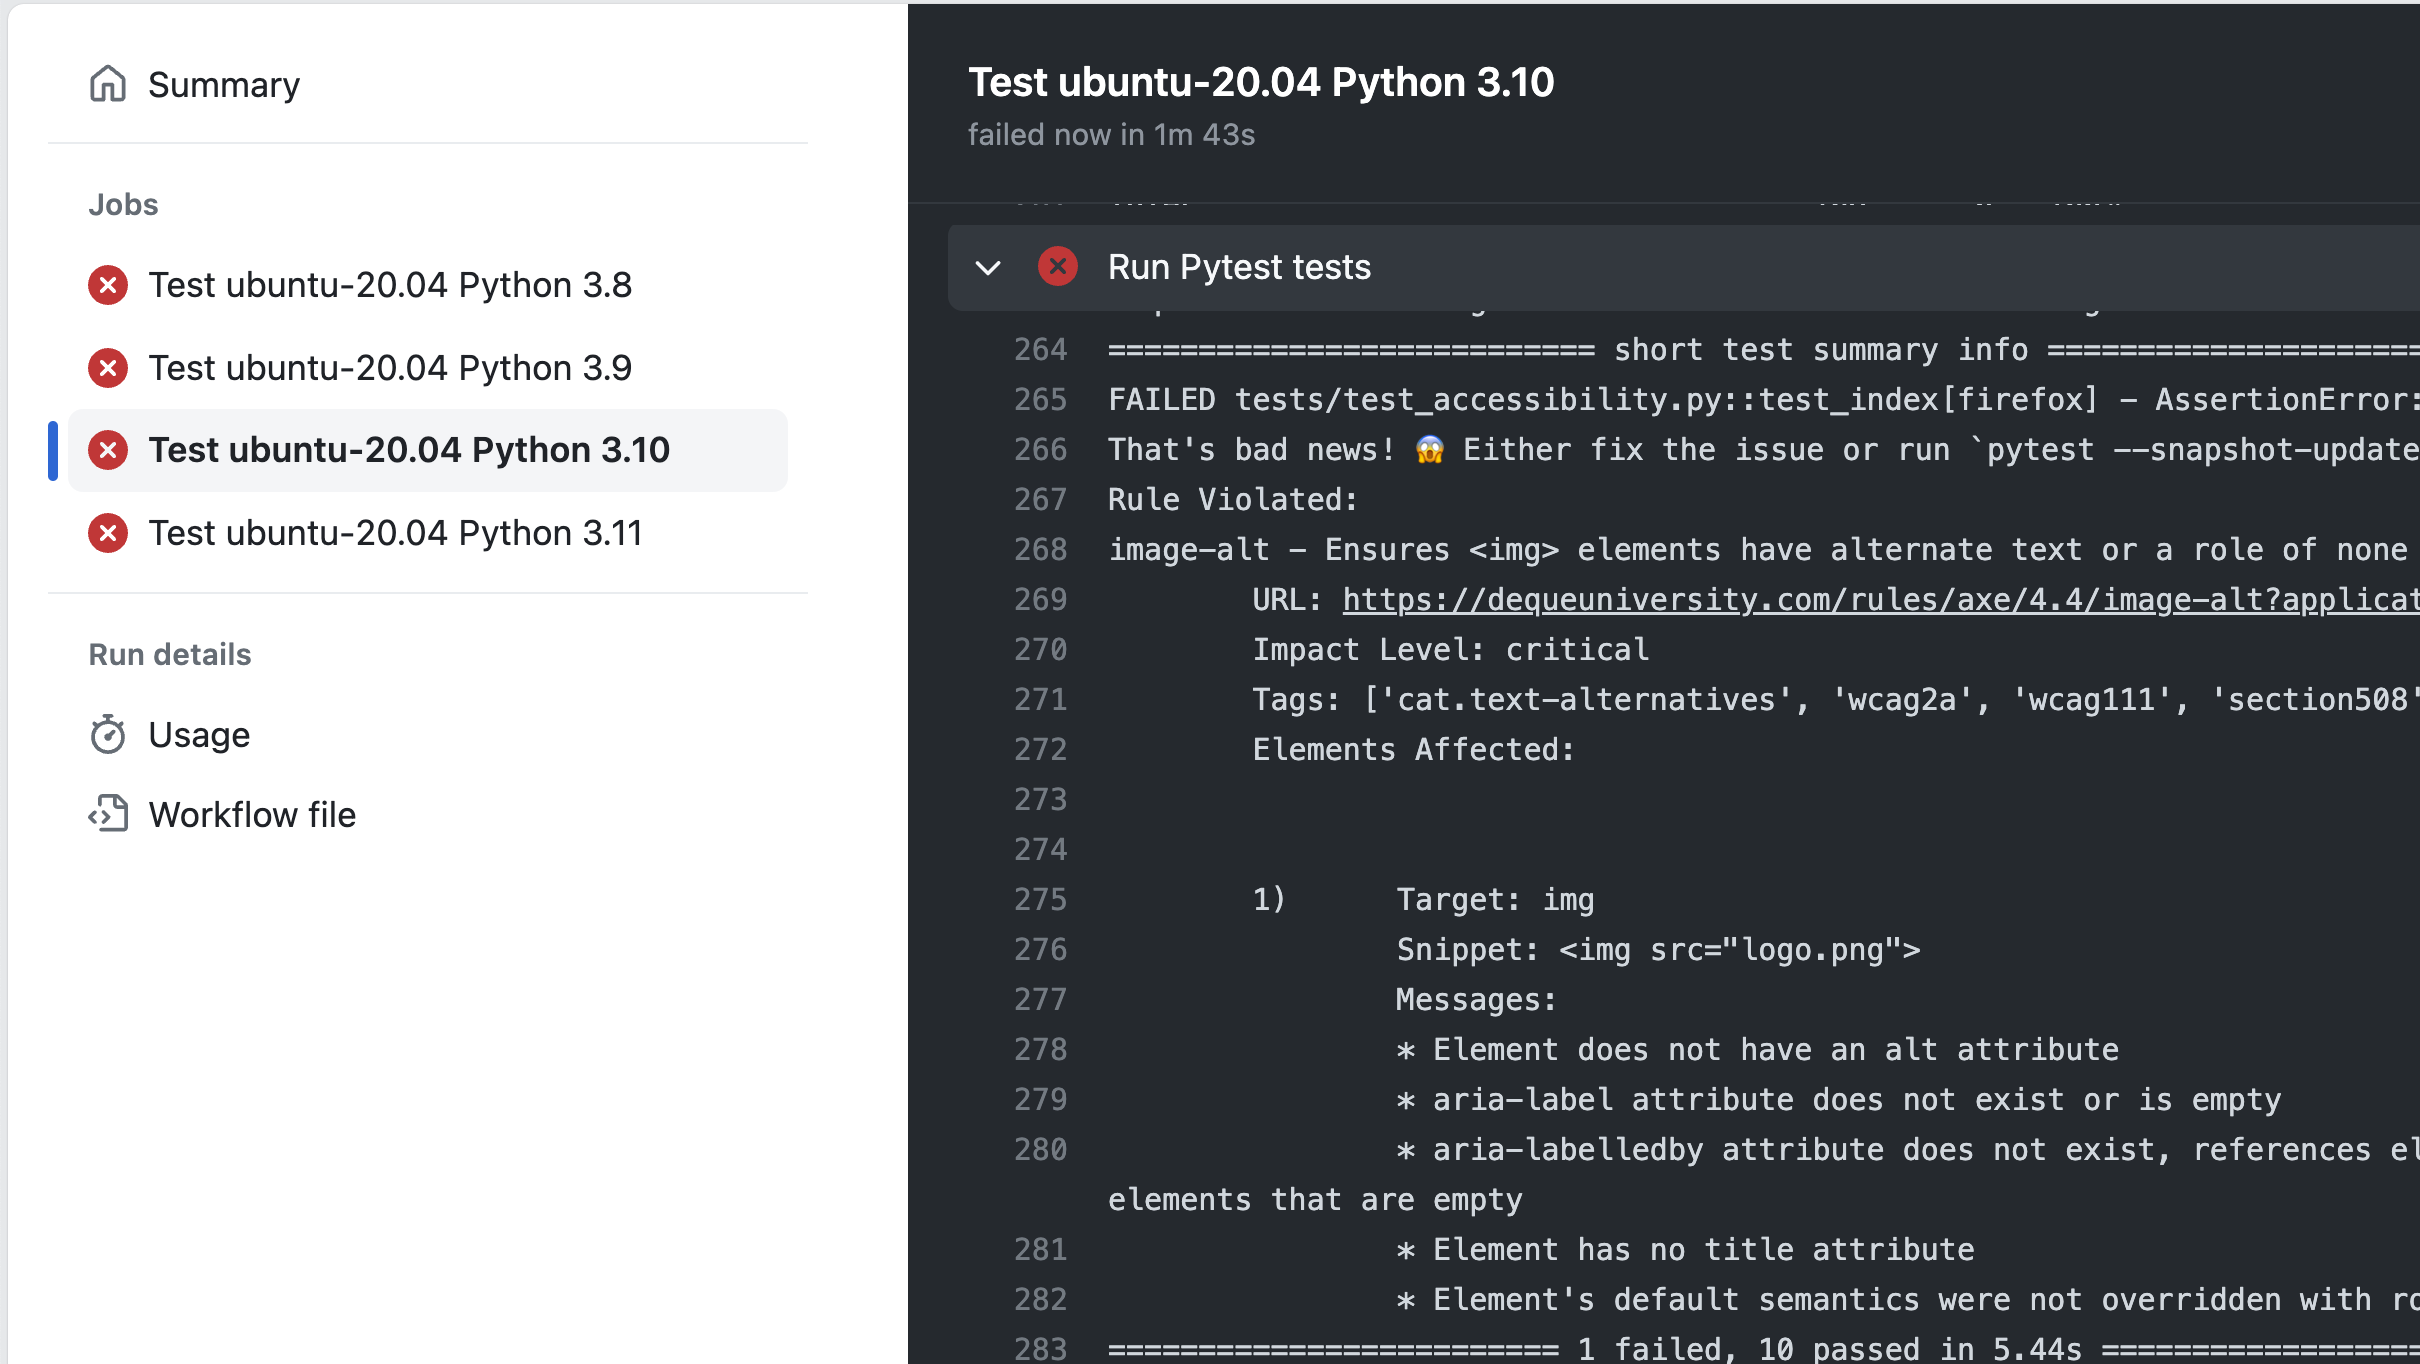 Summary
Jobs
Test ubuntu-20.04 Python 3.8
Test ubuntu-20.04 Python 3.9
Test ubuntu-20.04 Python 3.10
Test ubuntu-20.04 Python 3.11
Run details
Usage
Workflow file
Test ubuntu-20.04 Python 3.10
failed now in 1m 43s
Run Pytest tests
264 =========================== short test summary info =====================
265 FAILED tests/test_accessibility.py::test_index[firefox] - AssertionError:
266 That's bad news! 😱 Either fix the issue or run `pytest --snapshot-update
267 Rule Violated:
268 image-alt - Ensures <img> elements have alternate text or a role of none
269 URL: https://dequeuniversity.com/rules/axe/4.4/image-alt?applicat
270 Impact Level: critical
271 Tags: ['cat.text-alternatives', 'wcag2a', 'wcag111', 'section508'
272 Elements Affected:
273
274
275 1) Target: img
276 Snippet: <img src="logo.png">
277 Messages:
278 * Element does not have an alt attribute
279 * aria-label attribute does not exist or is empty
280 * aria-labelledby attribute does not exist, references el
elements that are empty
281 * Element has no title attribute
282 * Element's default semantics were not overridden with ro
283 ========================= 1 failed, 10 passed in 5.44s ==================